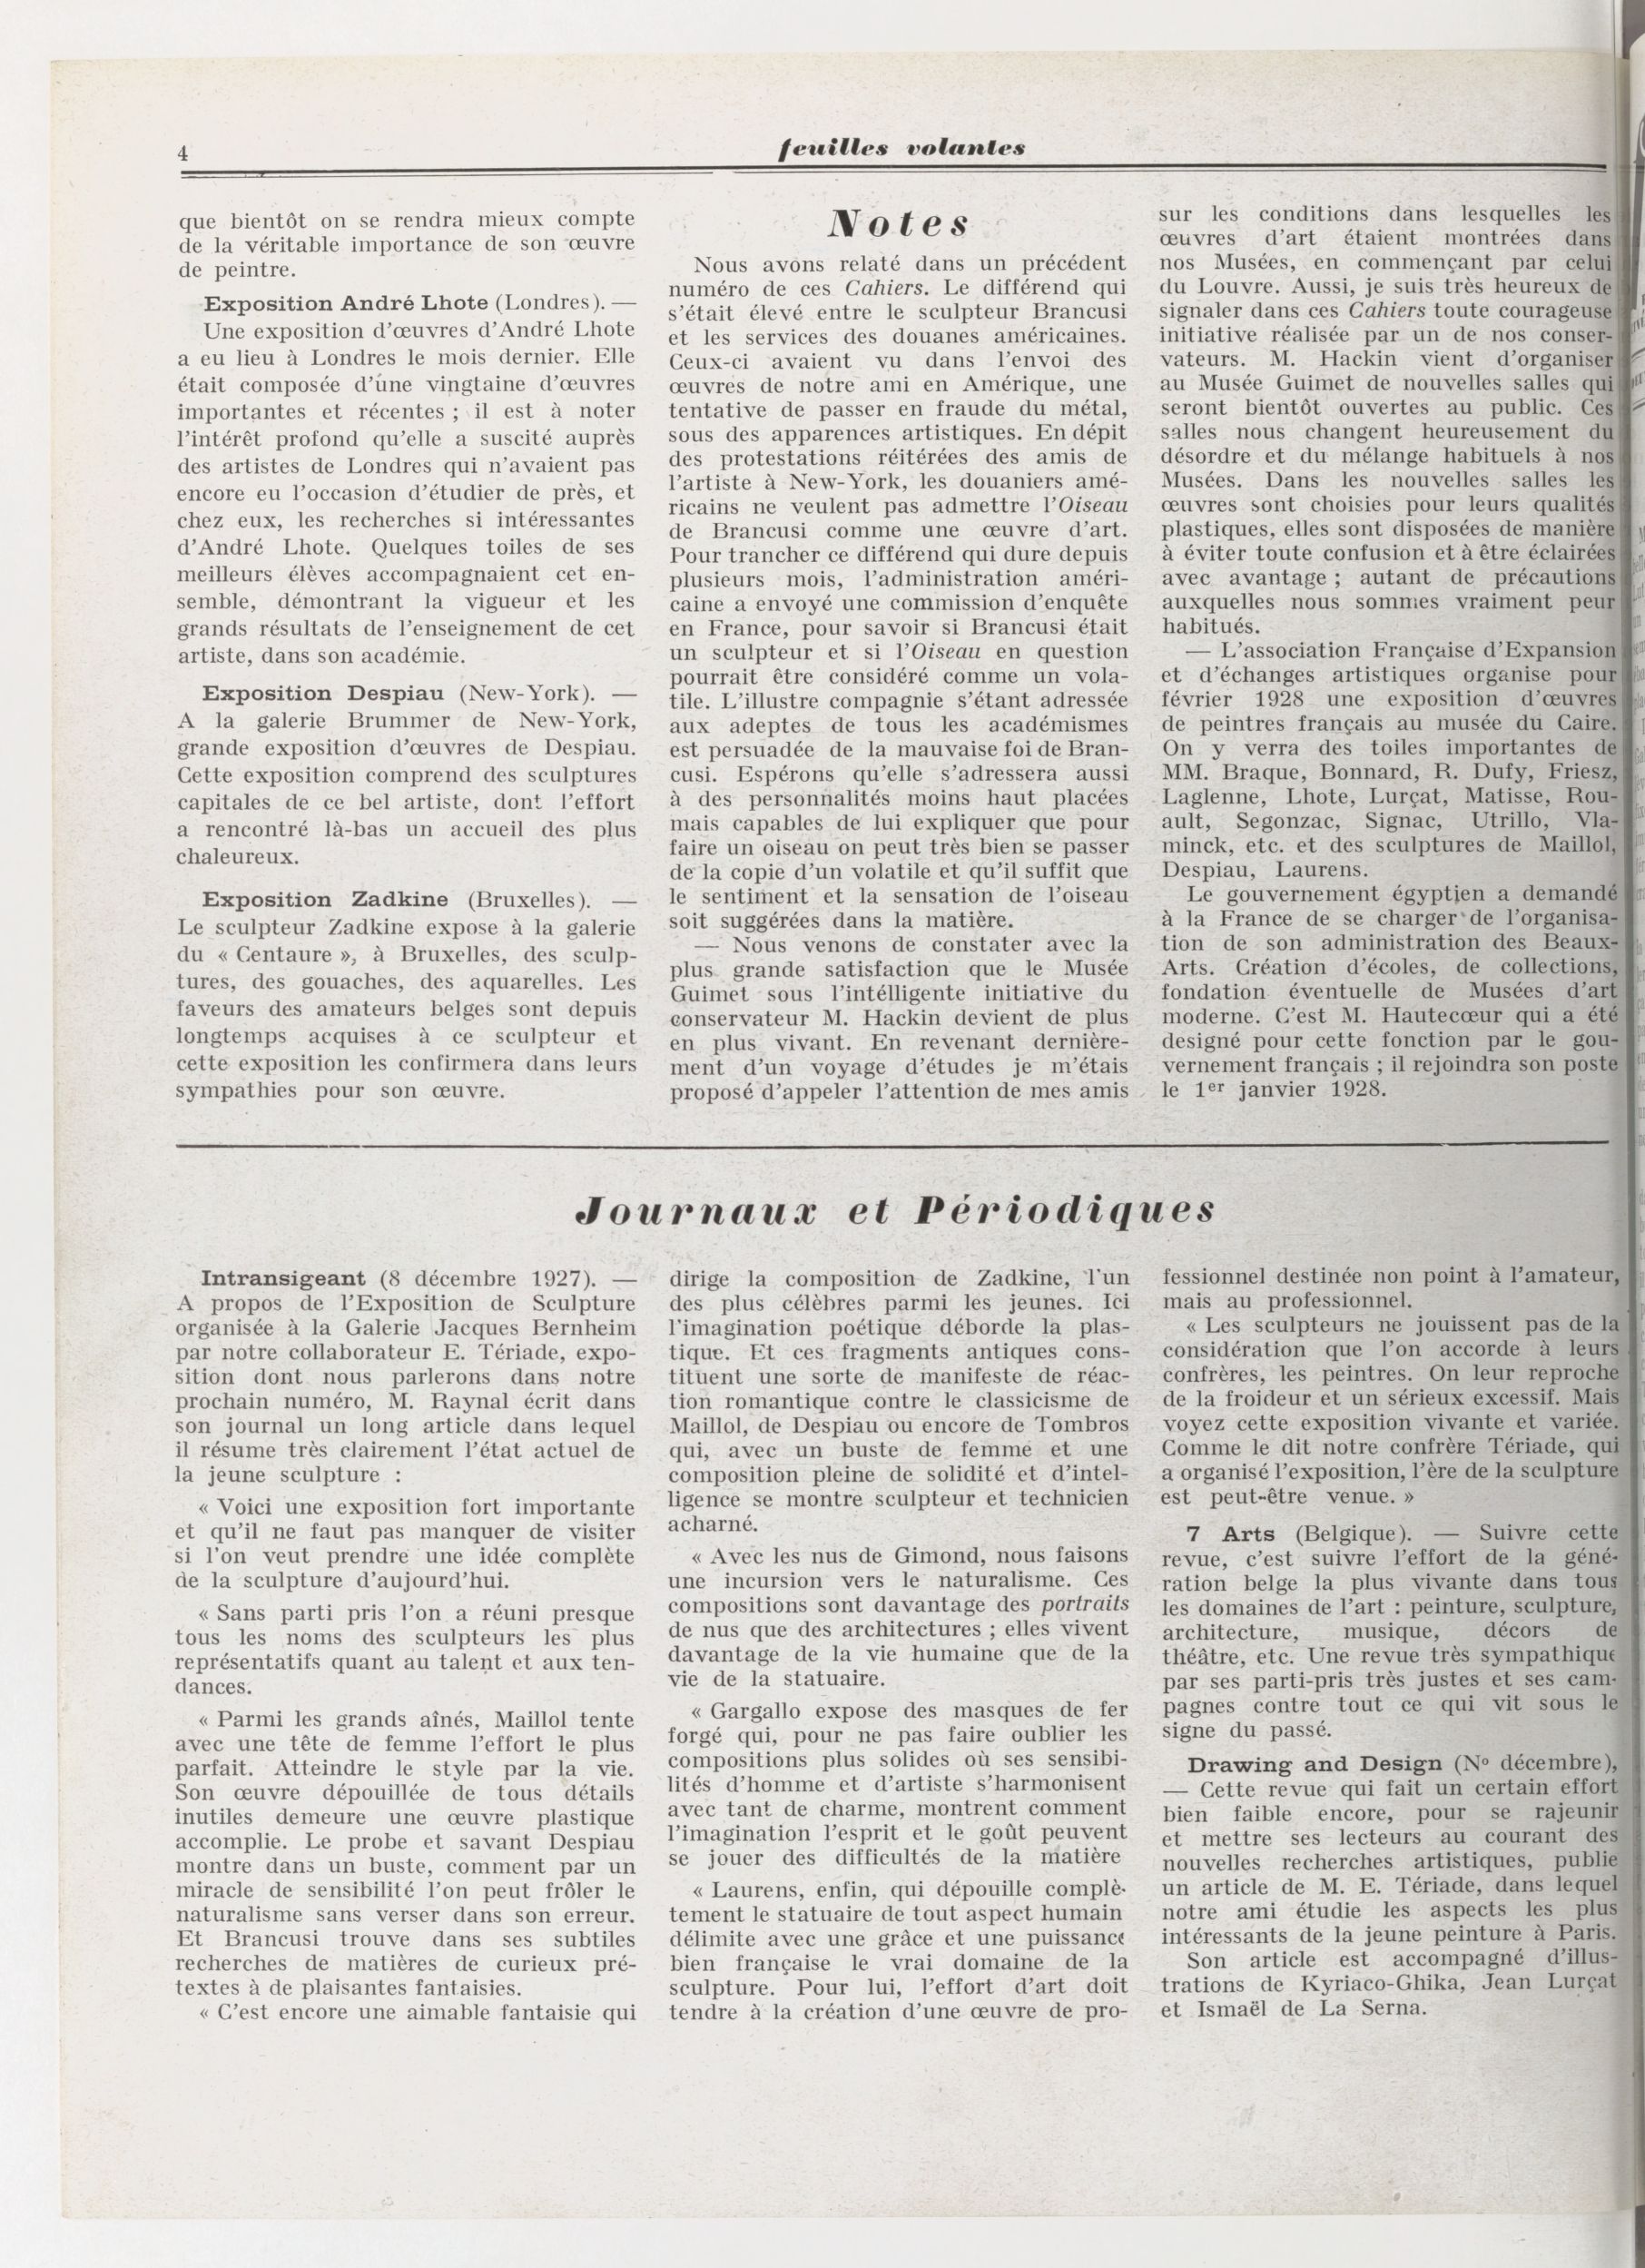 4
feuilles volantes
que bientôt on se rendra mieux compte
de la véritable importance de son œuvre
de peintre.
Exposition André Lhote (Londres). —
Une exposition d'œuvres d'André Lhote
a eu lieu à Londres le mois dernier. Elle
était composée d'une vingtaine d'œuvres
importantes et récentes ; il est à noter
l'intérêt profond qu'elle a suscité auprès
des artistes de Londres qui n'avaient pas
encore eu l'occasion d'étudier de près, et
chez eux, les recherches si intéressantes
d'André Lhote. Quelques toiles de ses
meilleurs élèves accompagnaient cet en-
semble, démontrant la vigueur et les
grands résultats de l'enseignement de cet
artiste, dans son académie.
Exposition Despiau (New-York). —
A la galerie Brummer de New-York,
grande exposition d'œuvres de Despiau.
Cette exposition comprend des sculptures
capitales de ce bel artiste, dont l'effort
a rencontré là-bas un accueil des plus
chaleureux.
Exposition Zadkine (Bruxelles). —
Le sculpteur Zadkine expose à la galerie
du « Centaure », à Bruxelles, des sculp-
tures, des gouaches, des aquarelles. Les
faveurs des amateurs belges sont depuis
longtemps acquises à ce sculpteur et
cette exposition les confirmera dans leurs
sympathies pour son œuvre.
Notes
Nous avons relaté dans un précédent
numéro de ces Cahiers. Le différend qui
s'était élevé entre le sculpteur Brancusi
et les services des douanes américaines.
Ceux-ci avaient vu dans l'envoi des
œuvres de notre ami en Amérique, une
tentative de passer en fraude du métal,
sous des apparences artistiques. En dépit
des protestations réitérées des amis de
l'artiste à New-York, les douaniers amé-
ricains ne veulent pas admettre l'Oiseau
de Brancusi comme une œuvre d'art.
Pour trancher ce différend qui dure depuis
plusieurs mois, l'administration améri-
caine a envoyé une commission d'enquête
en France, pour savoir si Brancusi était
un sculpteur et si l'Oiseau en question
pourrait être considéré comme un vola-
tile. L'illustre compagnie s'étant adressée
aux adeptes de tous les académismes
est persuadée de la mauvaise foi de Bran-
cusi. Espérons qu'elle s'adressera aussi
à des personnalités moins haut placées
mais capables de lui expliquer que pour
faire un oiseau on peut très bien se passer
de la copie d'un volatile et qu'il suffit que
le sentiment et la sensation de l'oiseau
soit suggérées dans la matière.
— Nous venons de constater avec la
plus grande satisfaction que le Musée
Guimet sous l'intélligente initiative du
conservateur M. Hackin devient de plus
en plus vivant. En revenant dernière-
ment d'un voyage d'études je m'étais
proposé d'appeler l'attention de mes amis
sur les conditions dans lesquelles les
œuvres d'art étaient montrées dans
nos Musées, en commençant par celui
du Louvre. Aussi, je suis très heureux de
signaler dans ces Cahiers toute courageuse
initiative réalisée par un de nos conser-
vateurs. M. Hackin vient d'organiser
au Musée Guimet de nouvelles salles qui
seront bientôt ouvertes au public. Ces
salles nous changent heureusement du
désordre et du mélange habituels à nos
Musées. Dans les nouvelles salles les
œuvres sont choisies pour leurs qualités
plastiques, elles sont disposées de manière
à éviter toute confusion et à être éclairées
avec avantage ; autant de précautions
auxquelles nous sommes vraiment peur
habitués.
— L'association Française d'Expansion
et d'échanges artistiques organise pour
février 1928 une exposition d'œuvres
de peintres français au musée du Caire.
On y verra des toiles importantes de
MM. Braque, Bonnard, R. Dufy, Friesz,
Laglenne, Lhote, Lurçat, Matisse, Rou-
ault, Segonzac, Signac, Utrillo, Vla-
minck, etc. et des sculptures de Maillol,
Despiau, Laurens.
Le gouvernement égyptien a demandé
à la France de se charger de l'organisa-
tion de son administration des Beaux-
Arts. Création d'écoles, de collections,
fondation éventuelle de Musées d'art
moderne. C'est M. Hautecœur qui a été
designé pour cette fonction par le gou-
vernement français ; il rejoindra son poste
le 1er janvier 1928.
Journaux et Périodiques
Intransigeant (8 décembre 1927). —
A propos de l'Exposition de Sculpture
organisée à la Galerie Jacques Bernheim
par notre collaborateur E. Tériade, expo-
sition dont nous parlerons dans notre
prochain numéro, M. Raynal écrit dans
son journal un long article dans lequel
il résume très clairement l'état actuel de
la jeune sculpture :
« Voici une exposition fort importante
et qu'il ne faut pas manquer de visiter
si l'on veut prendre une idée complète
de la sculpture d'aujourd'hui.
« Sans parti pris l'on a réuni presque
tous les noms des sculpteurs les plus
représentatifs quant au talent et aux ten-
dances.
« Parmi les grands aînés, Maillol tente
avec une tête de femme l'effort le plus
parfait. Atteindre le style par la vie.
Son œuvre dépouillée de tous détails
inutiles demeure une œuvre plastique
accomplie. Le probe et savant Despiau
montre dans un buste, comment par un
miracle de sensibilité l'on peut frôler le
naturalisme sans verser dans son erreur.
Et Brancusi trouve dans ses subtiles
recherches de matières de curieux pré-
textes à de plaisantes fantaisies.
« C'est encore une aimable fantaisie qui
dirige la composition de Zadkine, l'un
des plus célèbres parmi les jeunes. Ici
l'imagination poétique déborde la plas-
tique. Et ces fragments antiques cons-
tituent une sorte de manifeste de réac-
tion romantique contre le classicisme de
Maillol, de Despiau ou encore de Tombros
qui, avec un buste de femme et une
composition pleine de solidité et d'intel-
ligence se montre sculpteur et technicien
acharné.
« Avec les nus de Gimond, nous faisons
une incursion vers le naturalisme. Ces
compositions sont davantage des portraits
de nus que des architectures ; elles vivent
davantage de la vie humaine que de la
vie de la statuaire.
« Gargallo expose des masques de fer
forgé qui, pour ne pas faire oublier les
compositions plus solides où ses sensibi-
lités d'homme et d'artiste s'harmonisent
avec tant de charme, montrent comment
l'imagination l'esprit et le goût peuvent
se jouer des difficultés de la matière
« Laurens, enfin, qui dépouille complè-
tement le statuaire de tout aspect humain
délimite avec une grâce et une puissance
bien française le vrai domaine de la
sculpture. Pour lui, l'effort d'art doit
tendre à la création d'une œuvre de pro-
fessionnel destinée non point à l'amateur,
mais au professionnel.
« Les sculpteurs ne jouissent pas de la
considération que l'on accorde à leurs
confrères, les peintres. On leur reproche
de la froideur et un sérieux excessif. Mais
voyez cette exposition vivante et variée.
Comme le dit notre confrère Tériade, qui
a organisé l'exposition, l'ère de la sculpture
est peut-être venue. »
7 Arts (Belgique). — Suivre cette
revue, c'est suivre l'effort de la géné-
ration belge la plus vivante dans tous
les domaines de l'art : peinture, sculpture,
architecture, musique, décors de
théâtre, etc. Une revue très sympathique
par ses parti-pris très justes et ses cam-
pagnes contre tout ce qui vit sous le
signe du passé.
Drawing and Design (No décembre),
— Cette revue qui fait un certain effort
bien faible encore, pour se rajeunir
et mettre ses lecteurs au courant des
nouvelles recherches artistiques, publie
un article de M. E. Tériade, dans lequel
notre ami étudie les aspects les plus
intéressants de la jeune peinture à Paris.
Son article est accompagné d'illus-
trations de Kyriaco-Ghika, Jean Lurçat
et Ismaël de La Serna.